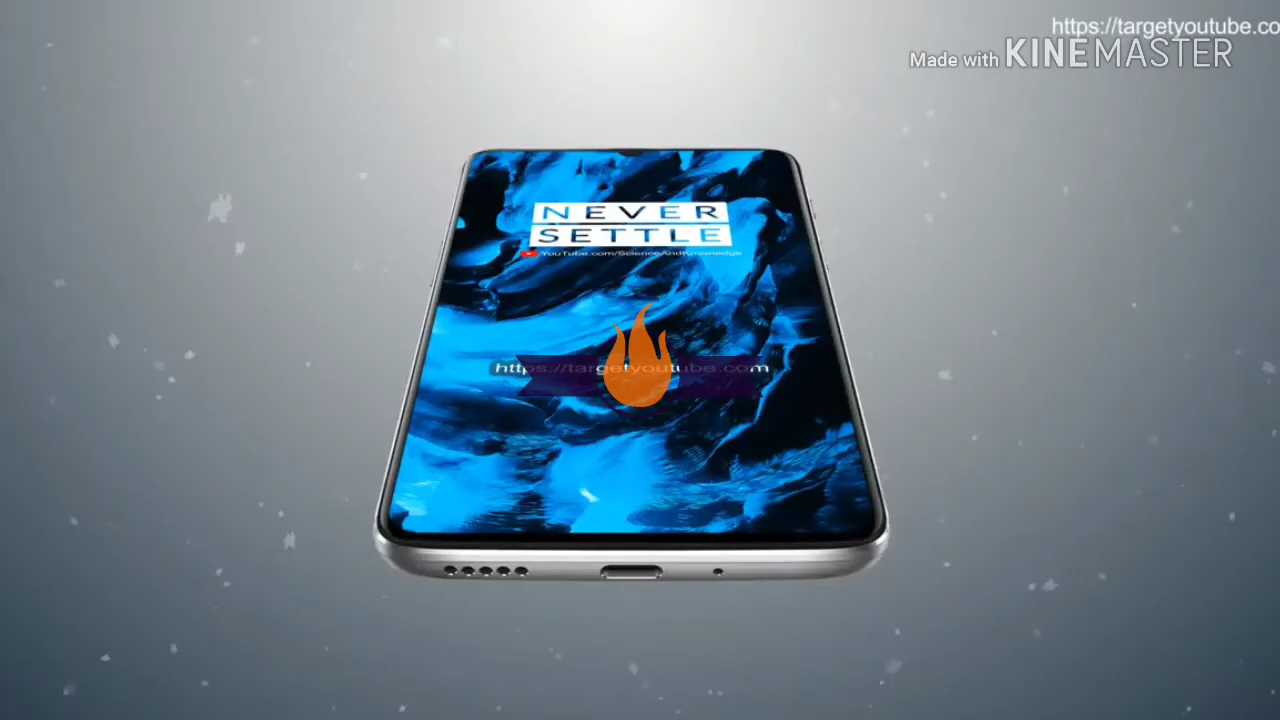 https://targetyoutube.co
Made with KINEMASTER
NEVER
SETTLE
YouTube.com/ScienceAndKnowledge
https://targetyoutube.com